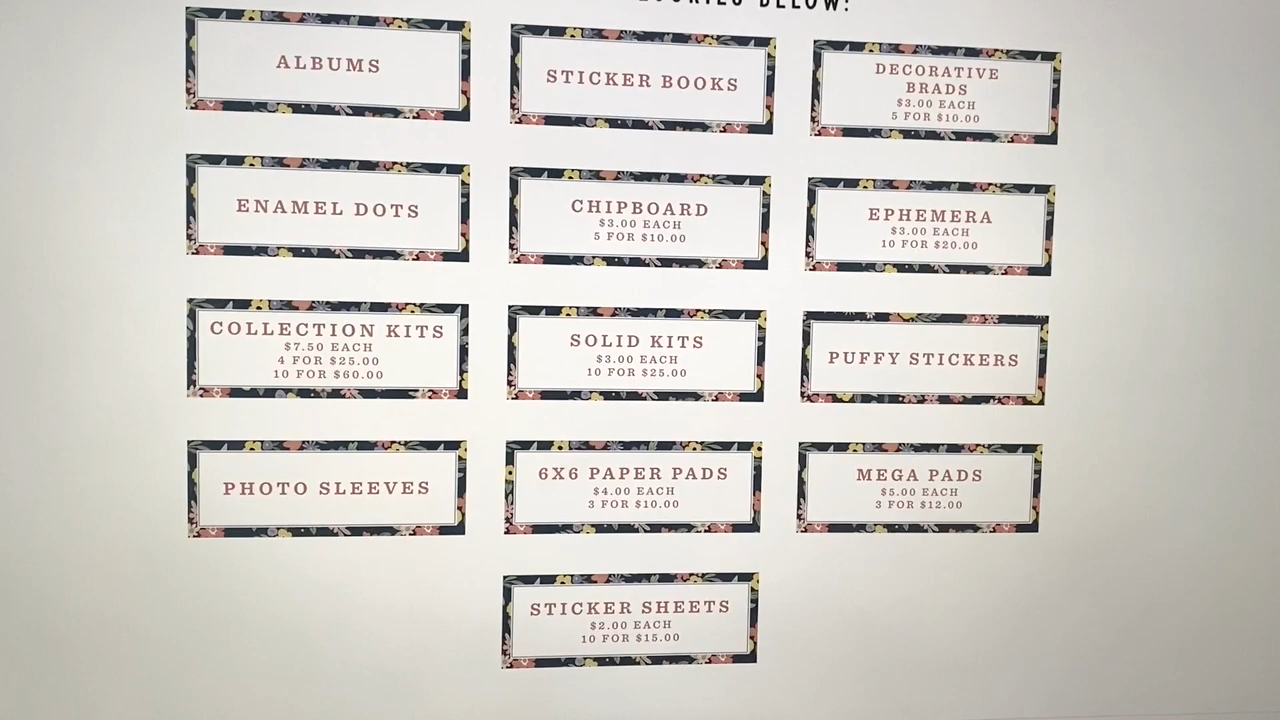 BELOW:
ALBUMS
STICKER BOOKS
DECORATIVE
BRADS
$3.00 EACH
5 FOR $10.00
ENAMEL DOTS
CHIPBOARD
$3.00 EACH
5 FOR $10.00
EPHEMERA
$3.00 EACH
10 FOR $20.00
COLLECTION KITS
$7.50 EACH
4 FOR $25.00
10 FOR $60.00
SOLID KITS
$3.00 EACH
10 FOR $25.00
PUFFY STICKERS
PHOTO SLEEVES
6X6 PAPER PADS
$4.00 EACH
3 FOR $10.00
MEGA PADS
$5.00 EACH
3 FOR $12.00
STICKER SHEETS
$2.00 EACH
10 FOR $15.00